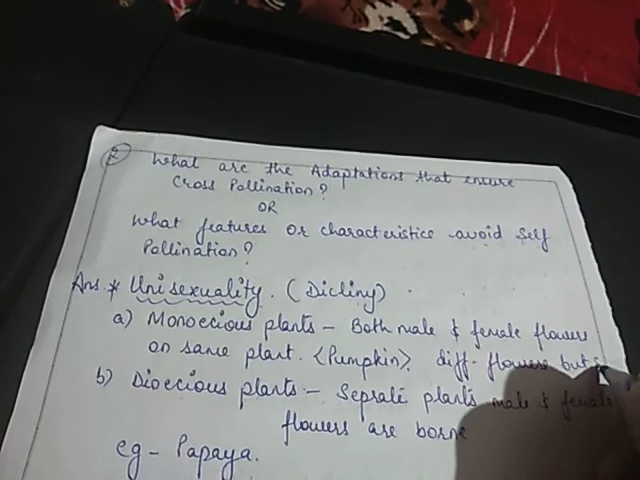 2 What are the Adaptations that ensure
Cross Pollination?
OR
What features or characteristice avoid Self
Pollination?
Ans. * Unisexuality. (Dicliny)
a) Monoecious plants - Both male & female flowers
on same plant. <Pumpkin> diff. flowers but
b) Dioecious plants:- Seprate plants male & female
flowers are borne
eg - Papaya.